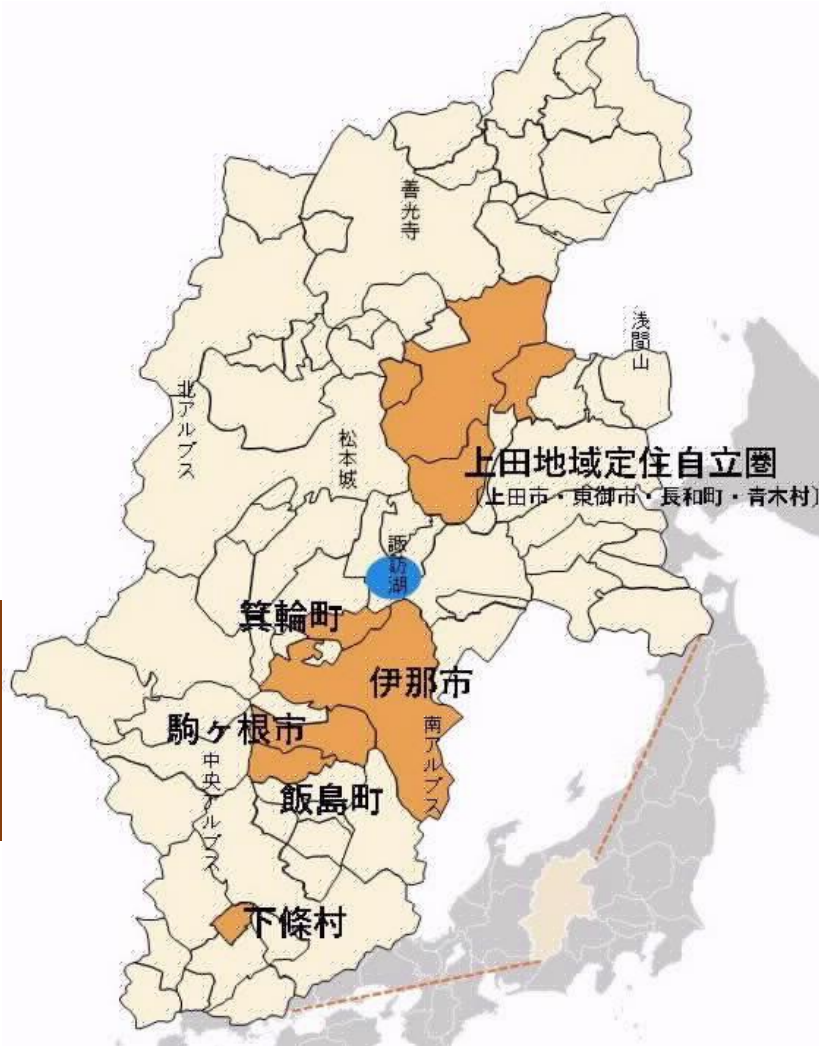 善光寺
浅間山
北アルプス
松本城
上田地域定住自立圏
(上田市・東御市・長和町・青木村)
諏訪湖
箕輪町
伊那市
駒ヶ根市
南アルプス
中央アルプス
飯島町
下條村